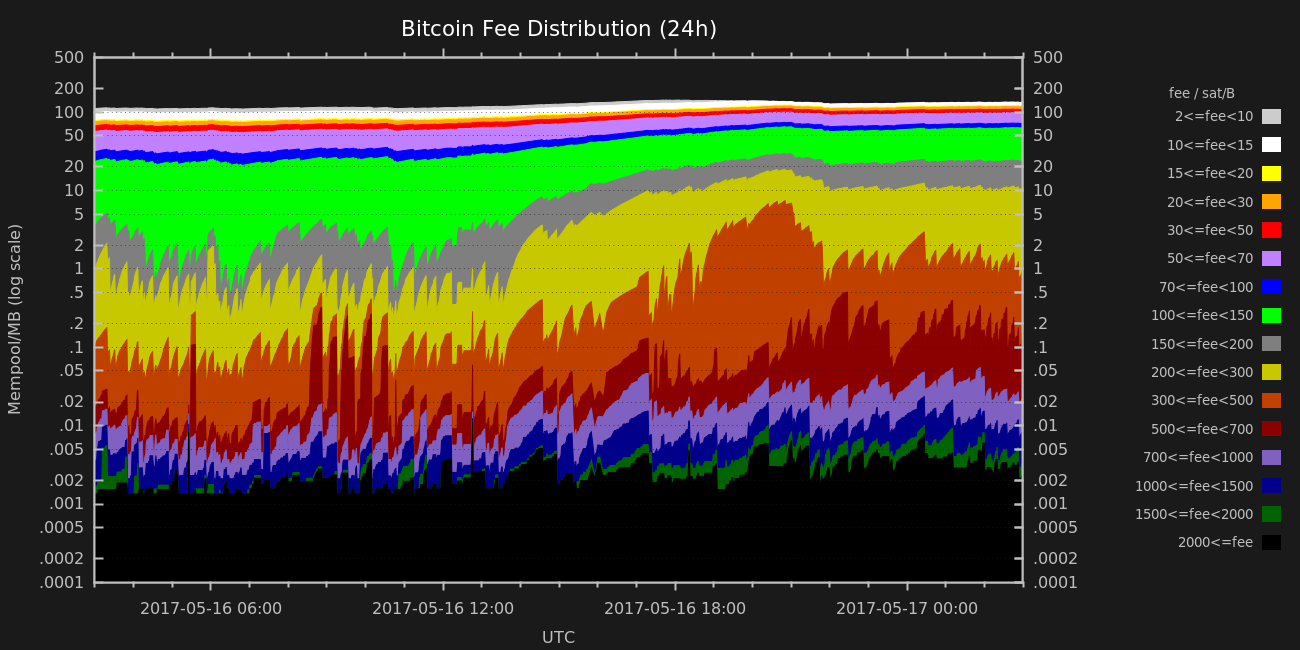 Bitcoin Fee Distribution (24h)
500 500
200 200
100 100
50 50
20 20
10 10
5 5
2 2
1 1
.5 .5
.2 .2
.1 .1
.05 .05
.02 .02
.01 .01
.005 .005
.002 .002
.001 .001
.0005 .0005
.0002 .0002
.0001 .0001
Mempool/MB (log scale)
2017-05-16 06:00 2017-05-16 12:00 2017-05-16 18:00 2017-05-17 00:00
UTC
fee / sat/B
2<=fee<10
10<=fee<15
15<=fee<20
20<=fee<30
30<=fee<50
50<=fee<70
70<=fee<100
100<=fee<150
150<=fee<200
200<=fee<300
300<=fee<500
500<=fee<700
700<=fee<1000
1000<=fee<1500
1500<=fee<2000
2000<=fee